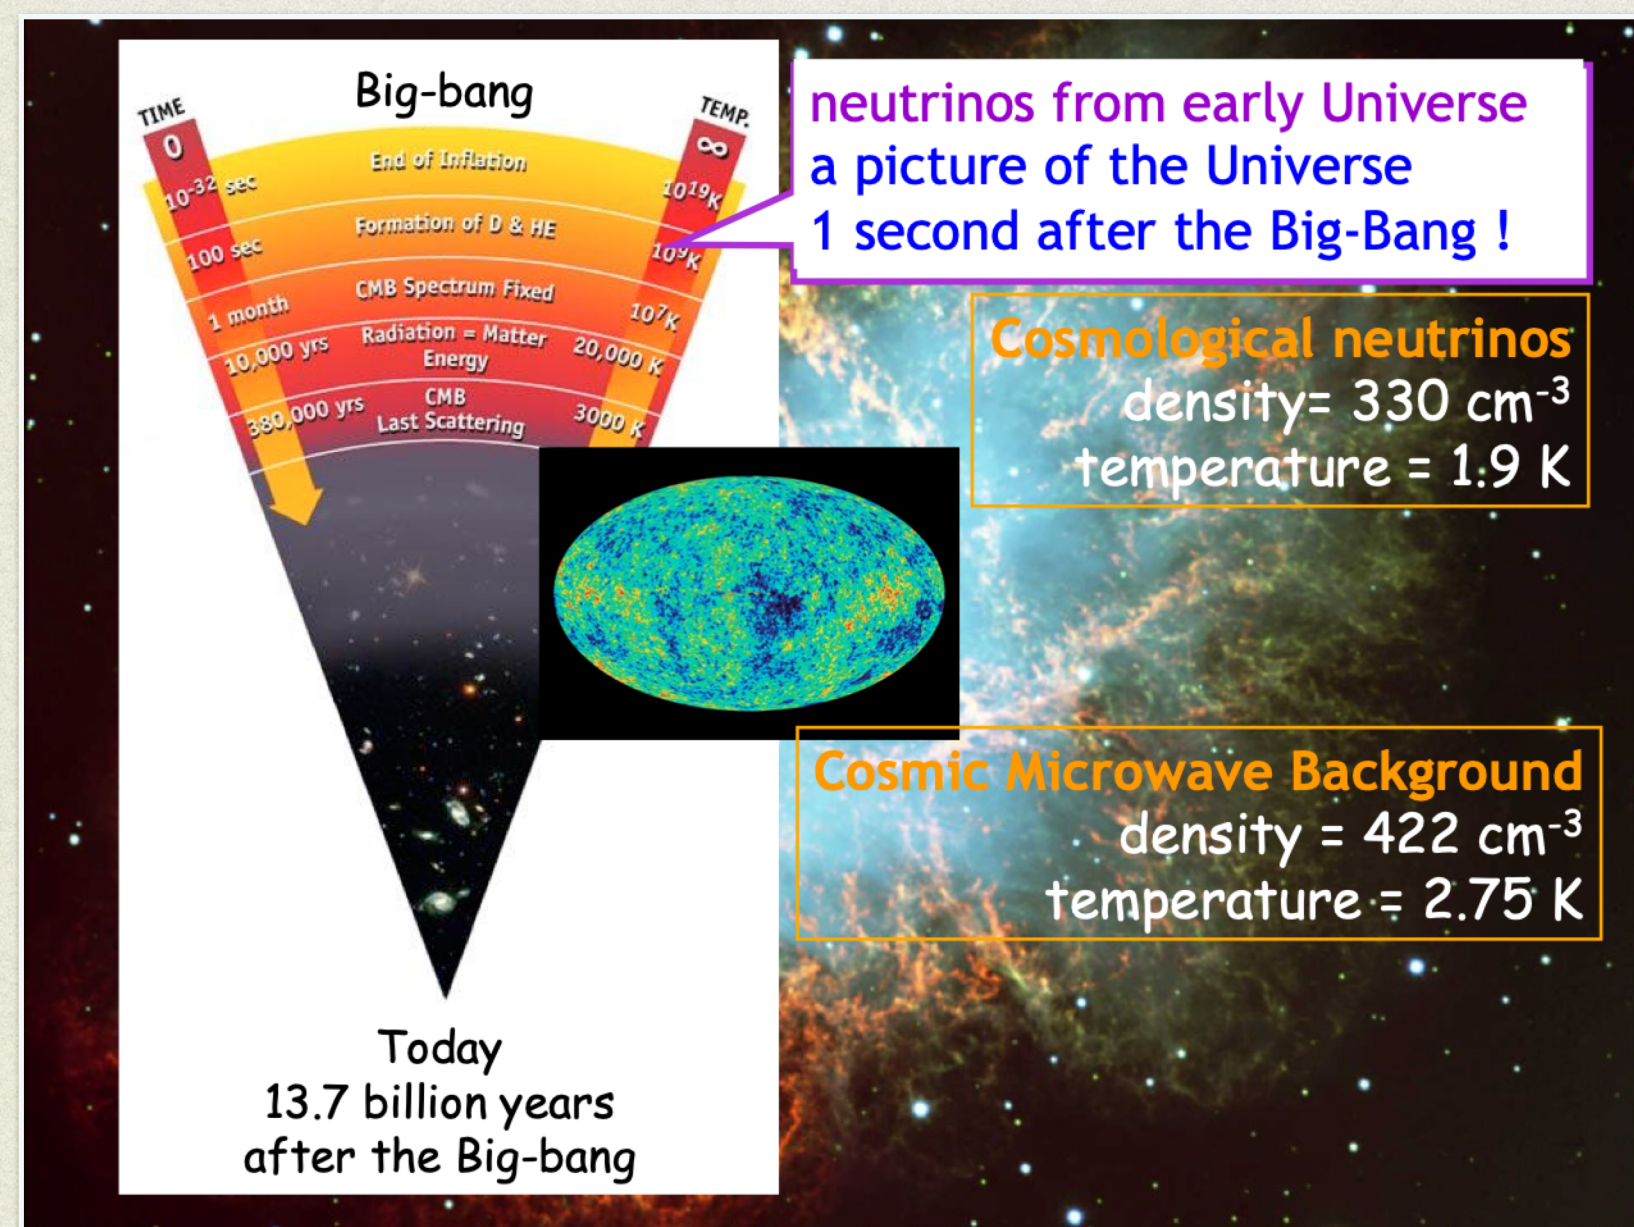 Big-bang
TIME
TEMP.
0
∞
End of Inflation
10⁻³² sec
10¹⁹K
Formation of D & HE
100 sec
10⁹K
CMB Spectrum Fixed
1 month
10⁷K
Radiation = Matter
Energy
10,000 yrs
20,000 K
CMB
Last Scattering
380,000 yrs
3000 K
Today
13.7 billion years
after the Big-bang
neutrinos from early Universe
a picture of the Universe
1 second after the Big-Bang !
Cosmological neutrinos
density= 330 cm⁻³
temperature = 1.9 K
Cosmic Microwave Background
density = 422 cm⁻³
temperature = 2.75 K